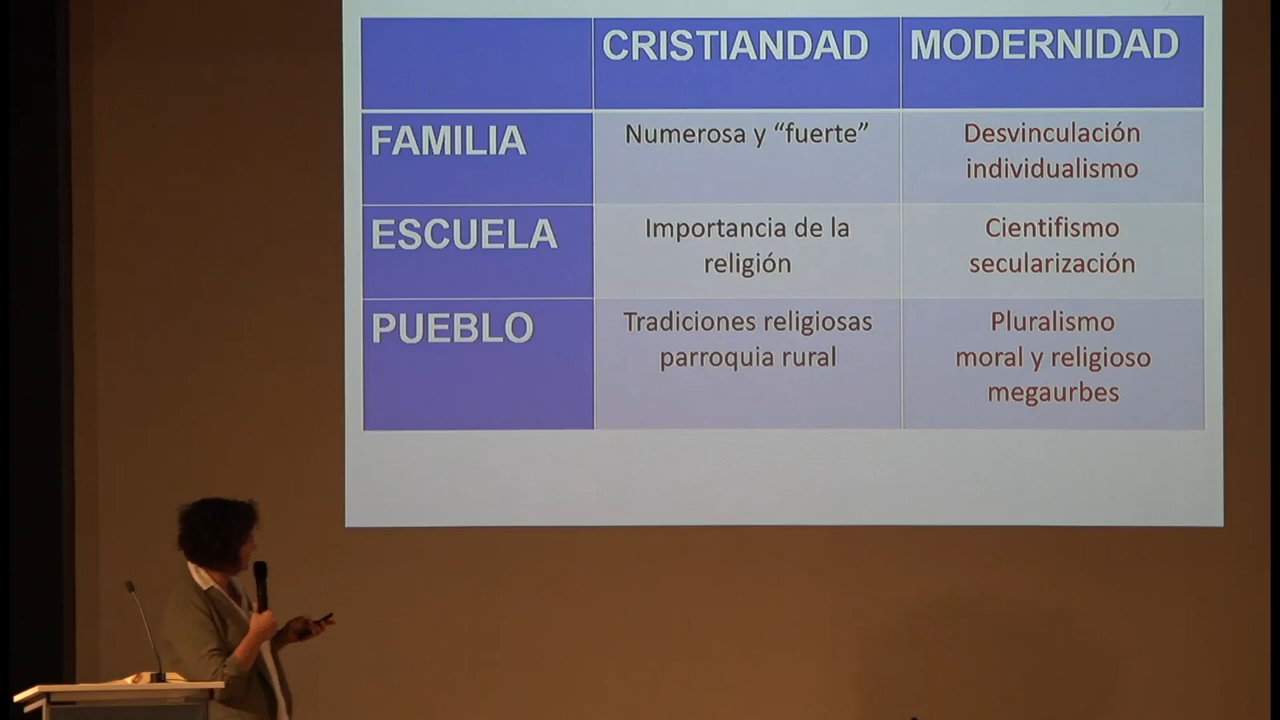 CRISTIANDAD MODERNIDAD
FAMILIA
Numerosa y “fuerte”
Desvinculación
individualismo
ESCUELA
Importancia de la
religión
Cientifismo
secularización
PUEBLO
Tradiciones religiosas
parroquia rural
Pluralismo
moral y religioso
megaurbes